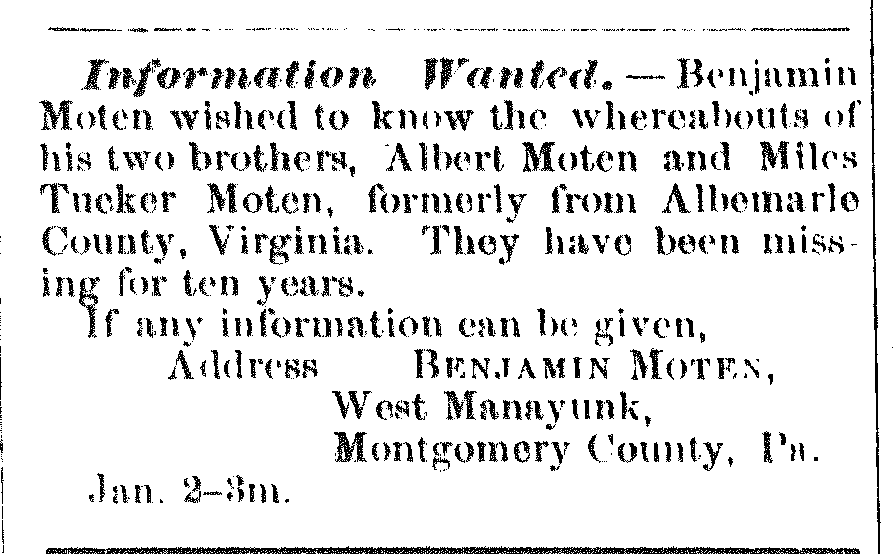 Information Wanted.—Benjamin
Moten wished to know the whereabouts of
his two brothers, Albert Moten and Miles
Tucker Moten, formerly from Albemarle
County, Virginia. They have been miss-
ing for ten years.
If any information can be given,
Address BENJAMIN MOTEN,
West Manayunk,
Montgomery County, Pa.
Jan. 2–3m.